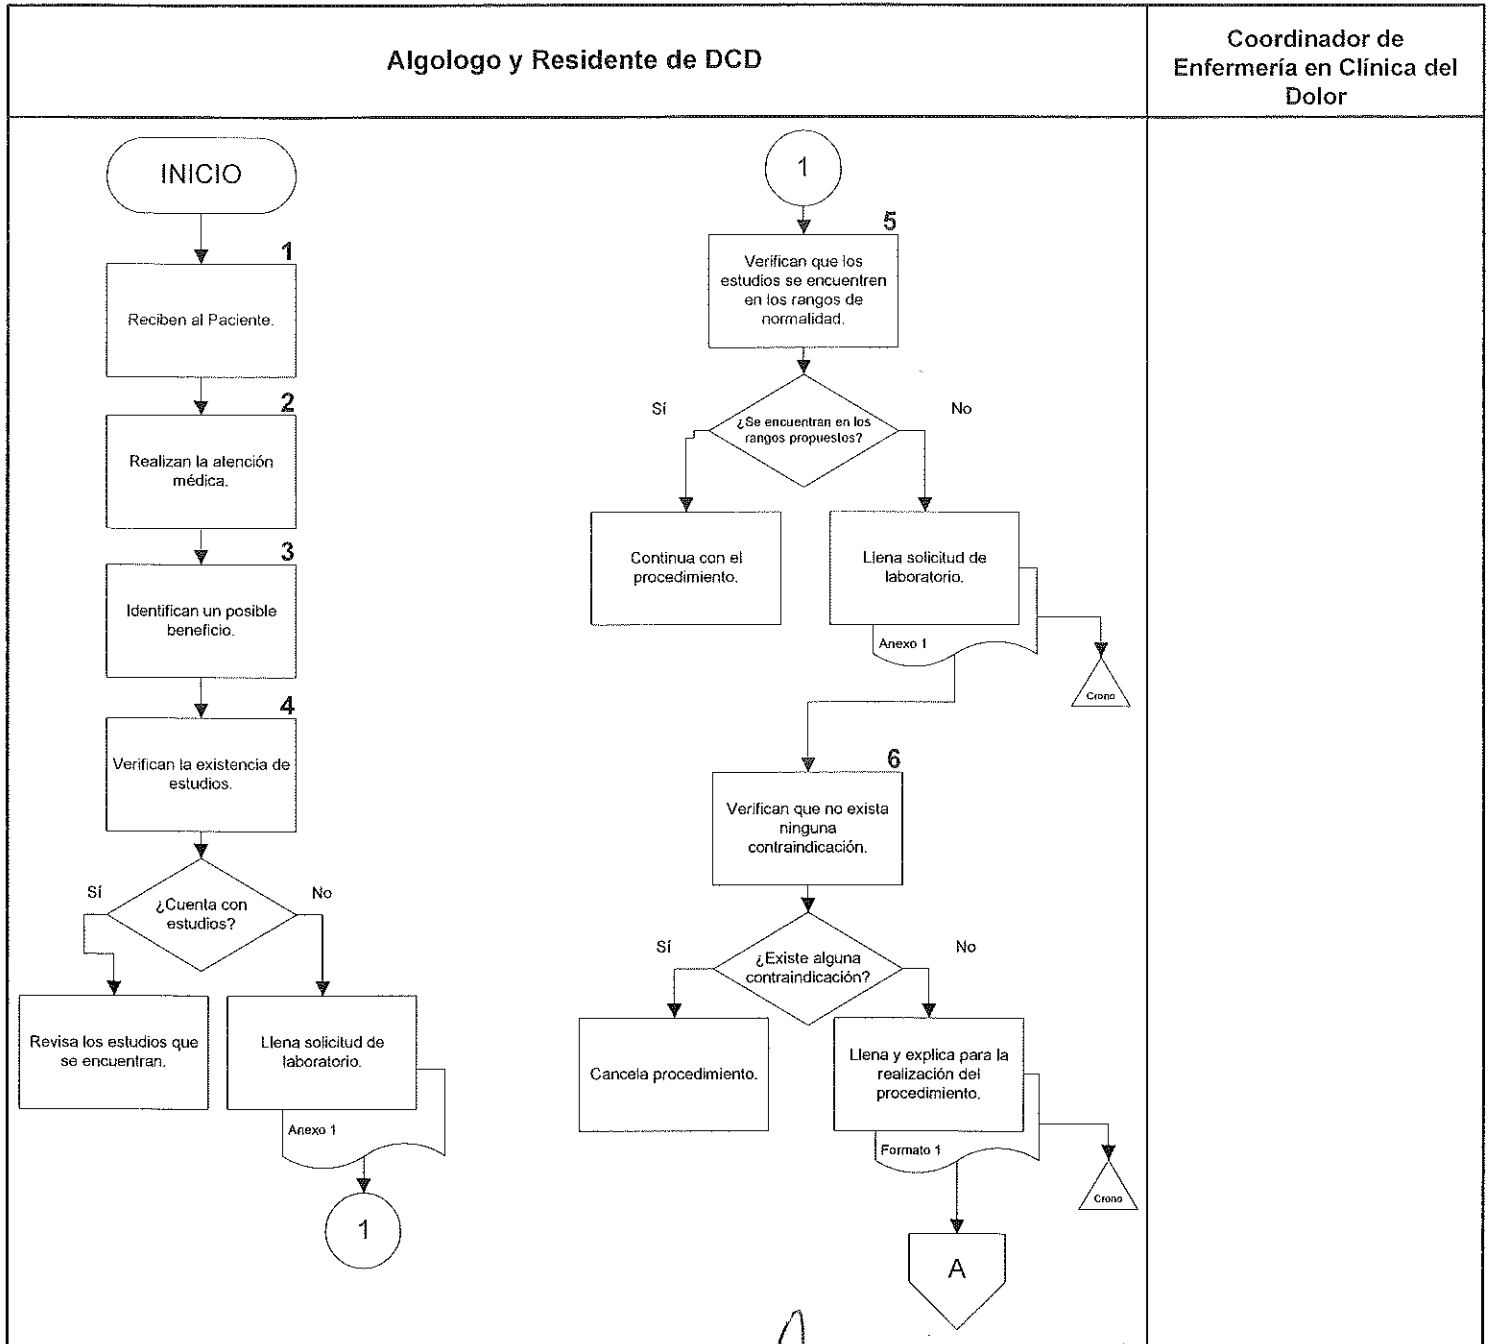 Algologo y Residente de DCD
Coordinador de
Enfermería en Clínica del
Dolor
INICIO
1
Reciben al Paciente.
2
Realizan la atención
médica.
3
Identifican un posible
beneficio.
4
Verifican la existencia de
estudios.
¿Cuenta con
estudios?
Sí
No
Revisa los estudios que
se encuentran.
Llena solicitud de
laboratorio.
Anexo 1
1
1
5
Verifican que los
estudios se encuentren
en los rangos de
normalidad.
¿Se encuentran en los
rangos propuestos?
Sí
No
Continua con el
procedimiento.
Llena solicitud de
laboratorio.
Anexo 1
Crono
6
Verifican que no exista
ninguna
contraindicación.
¿Existe alguna
contraindicación?
Sí
No
Cancela procedimiento.
Llena y explica para la
realización del
procedimiento.
Formato 1
Crono
A